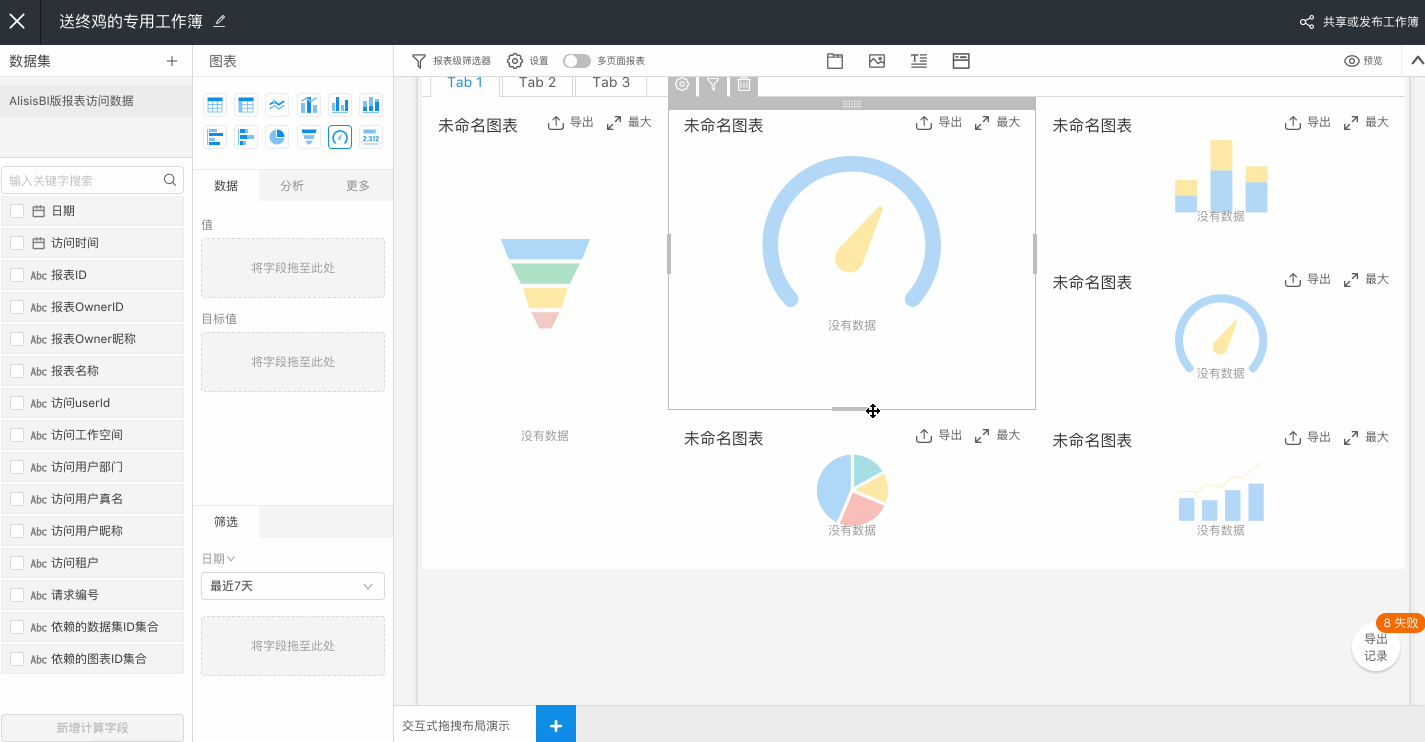 送终鸡的专用工作簿
共享或发布工作簿
数据集
AlisisBI版报表访问数据
输入关键字搜索
日期
访问时间
Abc 报表ID
Abc 报表OwnerID
Abc 报表Owner昵称
Abc 报表名称
Abc 访问userId
Abc 访问工作空间
Abc 访问用户部门
Abc 访问用户真名
Abc 访问用户昵称
Abc 访问租户
Abc 请求编号
Abc 依赖的数据集ID集合
Abc 依赖的图表ID集合
新增计算字段
图表
2,312
数据 分析 更多
值
将字段拖至此处
目标值
将字段拖至此处
筛选
日期
最近7天
将字段拖至此处
报表级筛选器 设置 多页面报表
预览
Tab 1 Tab 2 Tab 3
未命名图表 导出 最大
没有数据
未命名图表 导出 最大
没有数据
未命名图表 导出 最大
没有数据
未命名图表 导出 最大
没有数据
未命名图表 导出 最大
没有数据
未命名图表 导出 最大
没有数据
8 失败
导出
记录
交互式拖拽布局演示